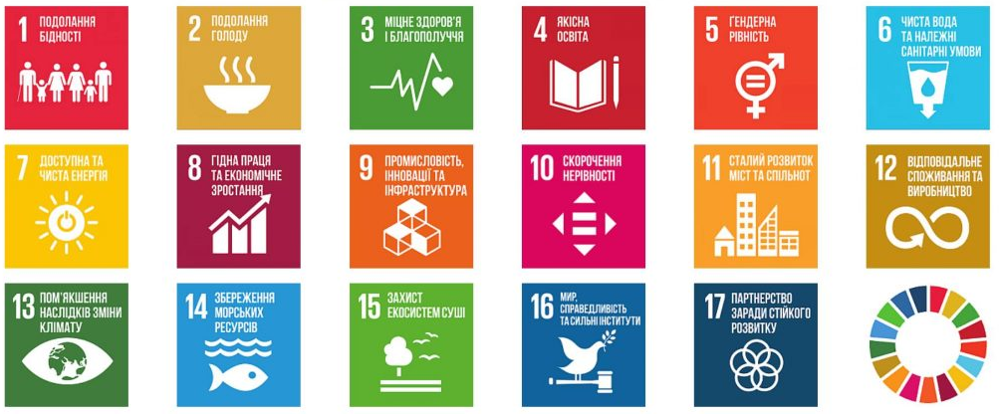 1 ПОДОЛАННЯ
БІДНОСТІ
2 ПОДОЛАННЯ
ГОЛОДУ
3 МІЦНЕ ЗДОРОВ'Я
І БЛАГОПОЛУЧЧЯ
4 ЯКІСНА
ОСВІТА
5 ГЕНДЕРНА
РІВНІСТЬ
6 ЧИСТА ВОДА
ТА НАЛЕЖНІ
САНІТАРНІ УМОВИ
7 ДОСТУПНА ТА
ЧИСТА ЕНЕРГІЯ
8 ГІДНА ПРАЦЯ
ТА ЕКОНОМІЧНЕ
ЗРОСТАННЯ
9 ПРОМИСЛОВІСТЬ,
ІННОВАЦІЇ ТА
ІНФРАСТРУКТУРА
10 СКОРОЧЕННЯ
НЕРІВНОСТІ
11 СТАЛИЙ РОЗВИТОК
МІСТ ТА СПІЛЬНОТ
12 ВІДПОВІДАЛЬНЕ
СПОЖИВАННЯ ТА
ВИРОБНИЦТВО
13 ПОМ'ЯКШЕННЯ
НАСЛІДКІВ ЗМІНИ
КЛІМАТУ
14 ЗБЕРЕЖЕННЯ
МОРСЬКИХ
РЕСУРСІВ
15 ЗАХИСТ
ЕКОСИСТЕМ СУШІ
16 МИР,
СПРАВЕДЛИВІСТЬ
ТА СИЛЬНІ ІНСТИТУТИ
17 ПАРТНЕРСТВО
ЗАРАДИ СТІЙКОГО
РОЗВИТКУ